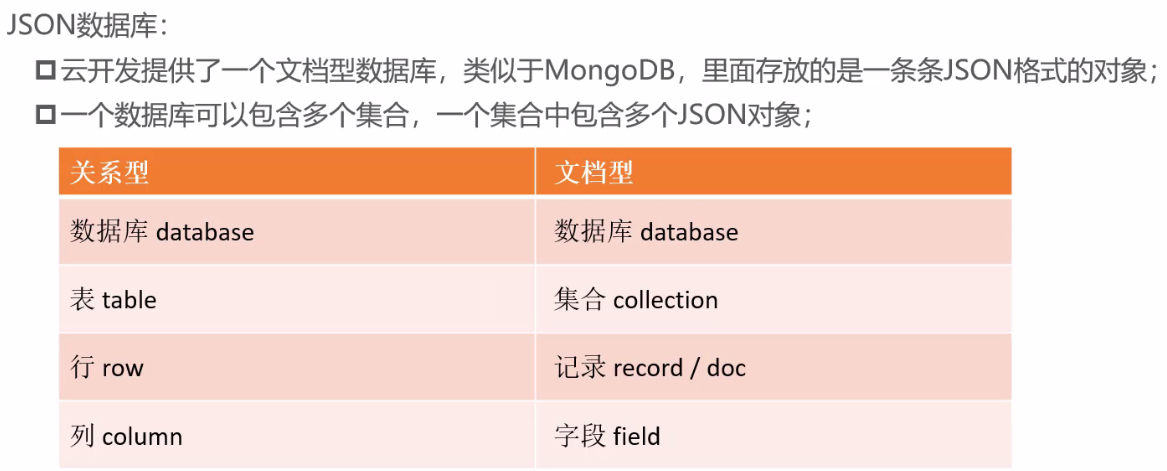 JSON数据库：
云开发提供了一个文档型数据库，类似于MongoDB，里面存放的是一条条JSON格式的对象；
一个数据库可以包含多个集合，一个集合中包含多个JSON对象；
关系型 文档型
数据库 database 数据库 database
表 table 集合 collection
行 row 记录 record / doc
列 column 字段 field